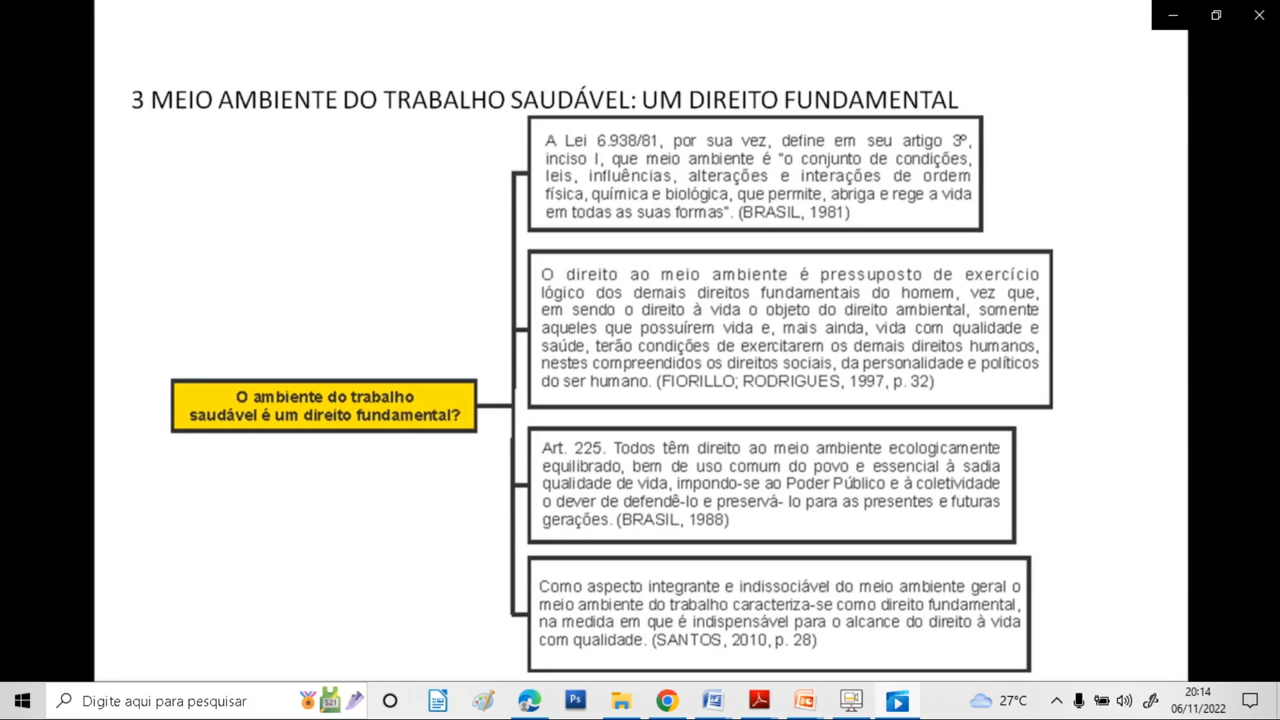 3 MEIO AMBIENTE DO TRABALHO SAUDÁVEL: UM DIREITO FUNDAMENTAL
A Lei 6.938/81, por sua vez, define em seu artigo 3º,
inciso I, que meio ambiente é "o conjunto de condições,
leis, influências, alterações e interações de ordem
física, química e biológica, que permite, abriga e rege a vida
em todas as suas formas". (BRASIL, 1981)
O direito ao meio ambiente é pressuposto de exercício
lógico dos demais direitos fundamentais do homem, vez que,
em sendo o direito à vida o objeto do direito ambiental, somente
aqueles que possuírem vida e, mais ainda, vida com qualidade e
saúde, terão condições de exercitarem os demais direitos humanos,
nestes compreendidos os direitos sociais, da personalidade e políticos
do ser humano. (FIORILLO; RODRIGUES, 1997, p. 32)
O ambiente do trabalho
saudável é um direito fundamental?
Art. 225. Todos têm direito ao meio ambiente ecologicamente
equilibrado, bem de uso comum do povo e essencial à sadia
qualidade de vida, impondo-se ao Poder Público e à coletividade
o dever de defendê-lo e preservá- lo para as presentes e futuras
gerações. (BRASIL, 1988)
Como aspecto integrante e indissociável do meio ambiente geral o
meio ambiente do trabalho caracteriza-se como direito fundamental,
na medida em que é indispensável para o alcance do direito à vida
com qualidade. (SANTOS, 2010, p. 28)
Digite aqui para pesquisar
S21
Ps
27°C
20:14
06/11/2022